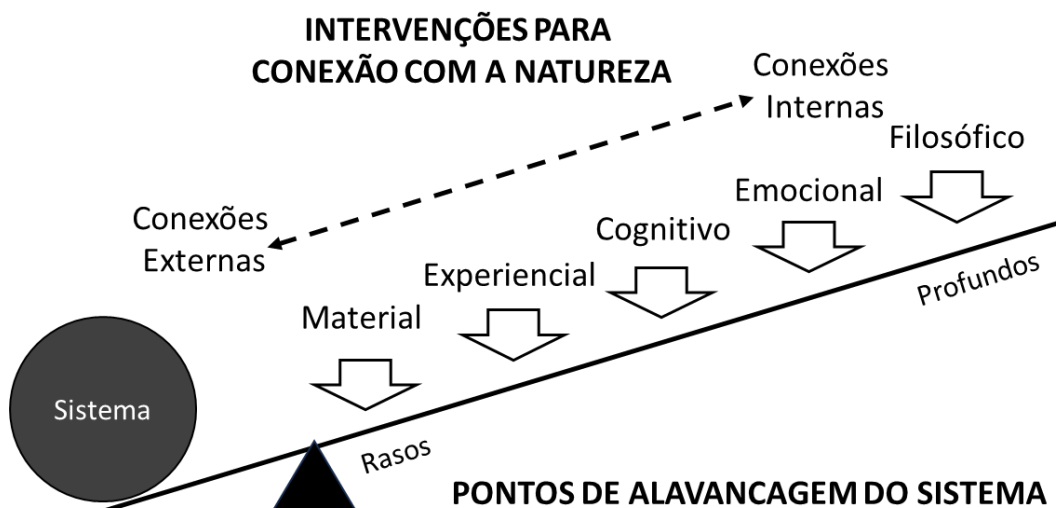 INTERVENÇÕES PARA
CONEXÃO COM A NATUREZA
Conexões
Internas
Filosófico
Emocional
Conexões
Externas
Cognitivo
Experiencial
Material
Profundos
Sistema
Rasos
PONTOS DE ALAVANCAGEM DO SISTEMA